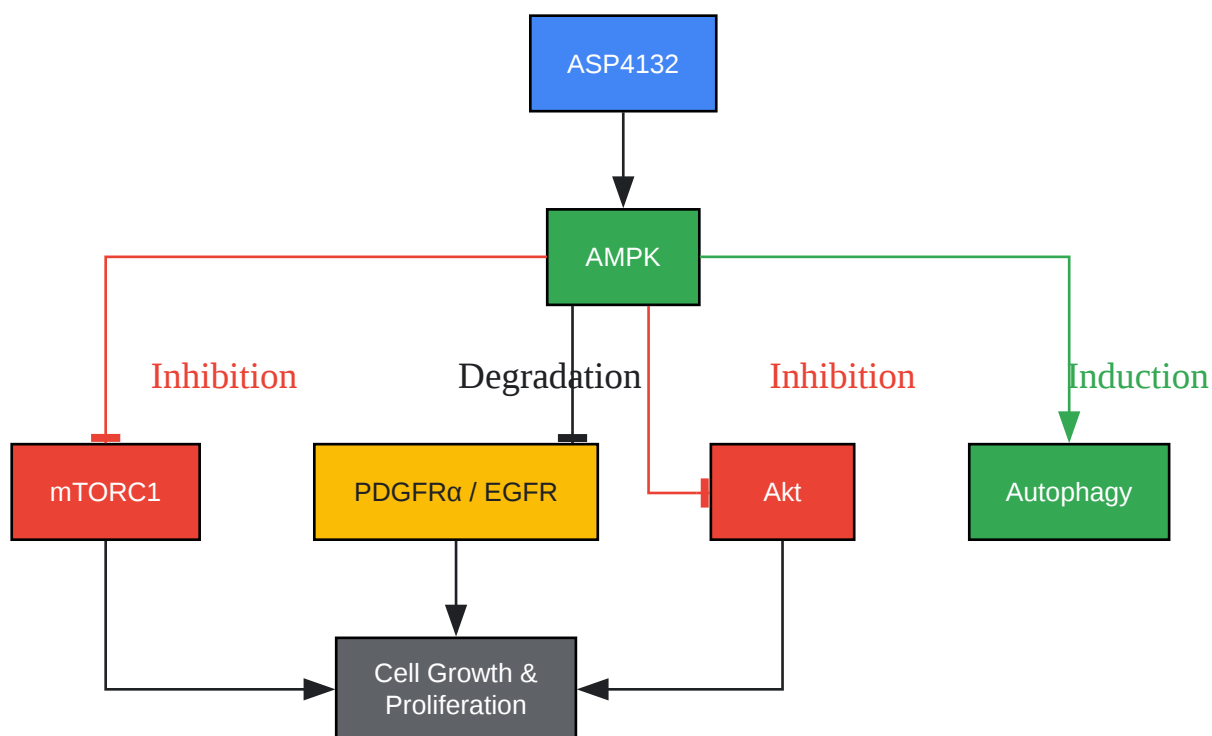 ASP4132
AMPK
Inhibition
Degradation
Inhibition
Induction
mTORC1
PDGFRα / EGFR
Akt
Autophagy
Cell Growth &
Proliferation